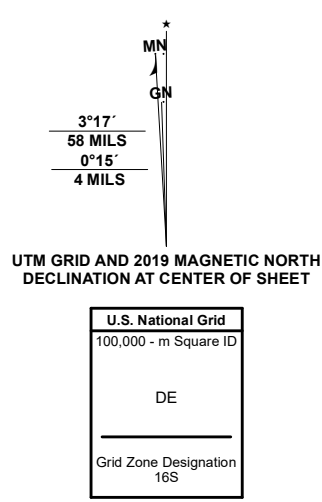 MN
GN
3°17´
58 MILS
0°15´
4 MILS
UTM GRID AND 2019 MAGNETIC NORTH
DECLINATION AT CENTER OF SHEET
U.S. National Grid
100,000 - m Square ID
DE
Grid Zone Designation
16S